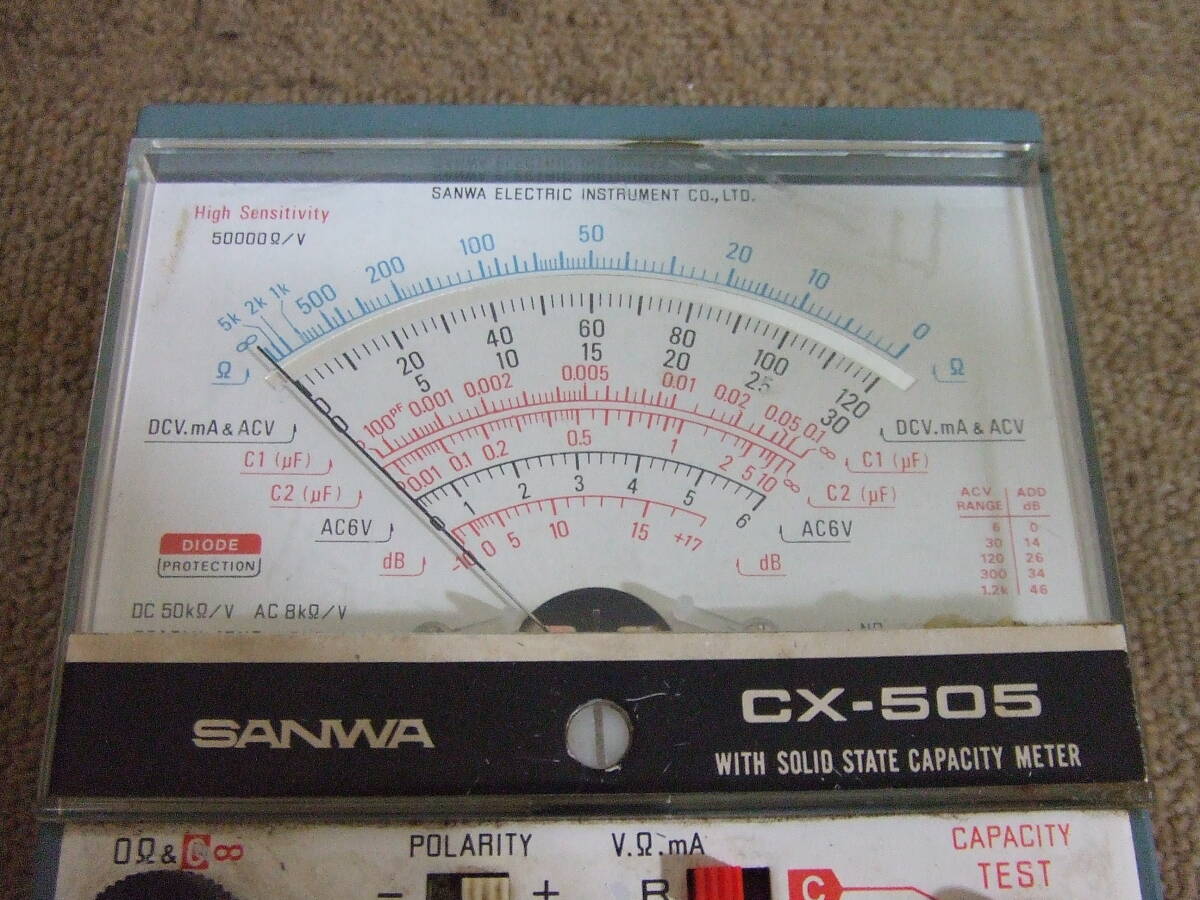 SANWA ELECTRIC INSTRUMENT CO., LTD.
High Sensitivity
50000Ω/V
∞ 5k 2k 1k 500 200 100 50 20 10 0
Ω Ω
0 20 40 60 80 100 120
0 5 10 15 20 25 30
DCV.mA & ACV DCV.mA & ACV
100PF 0.001 0.002 0.005 0.01 0.02 0.05 0.1 ∞
C1 (μF) C1 (μF)
0.01 0.1 0.2 0.5 1 2 5 10 ∞
C2 (μF) C2 (μF)
0 1 2 3 4 5 6
AC6V AC6V
-10 0 5 10 15 +17
dB dB
ACV RANGE ADD dB
6 0
30 14
120 26
300 34
1.2k 46
DIODE
PROTECTION
DC 50kΩ/V AC 8kΩ/V
SANWA
CX-505
WITH SOLID STATE CAPACITY METER
0Ω & C∞
POLARITY
- +
V.Ω.mA
R
C
CAPACITY
TEST